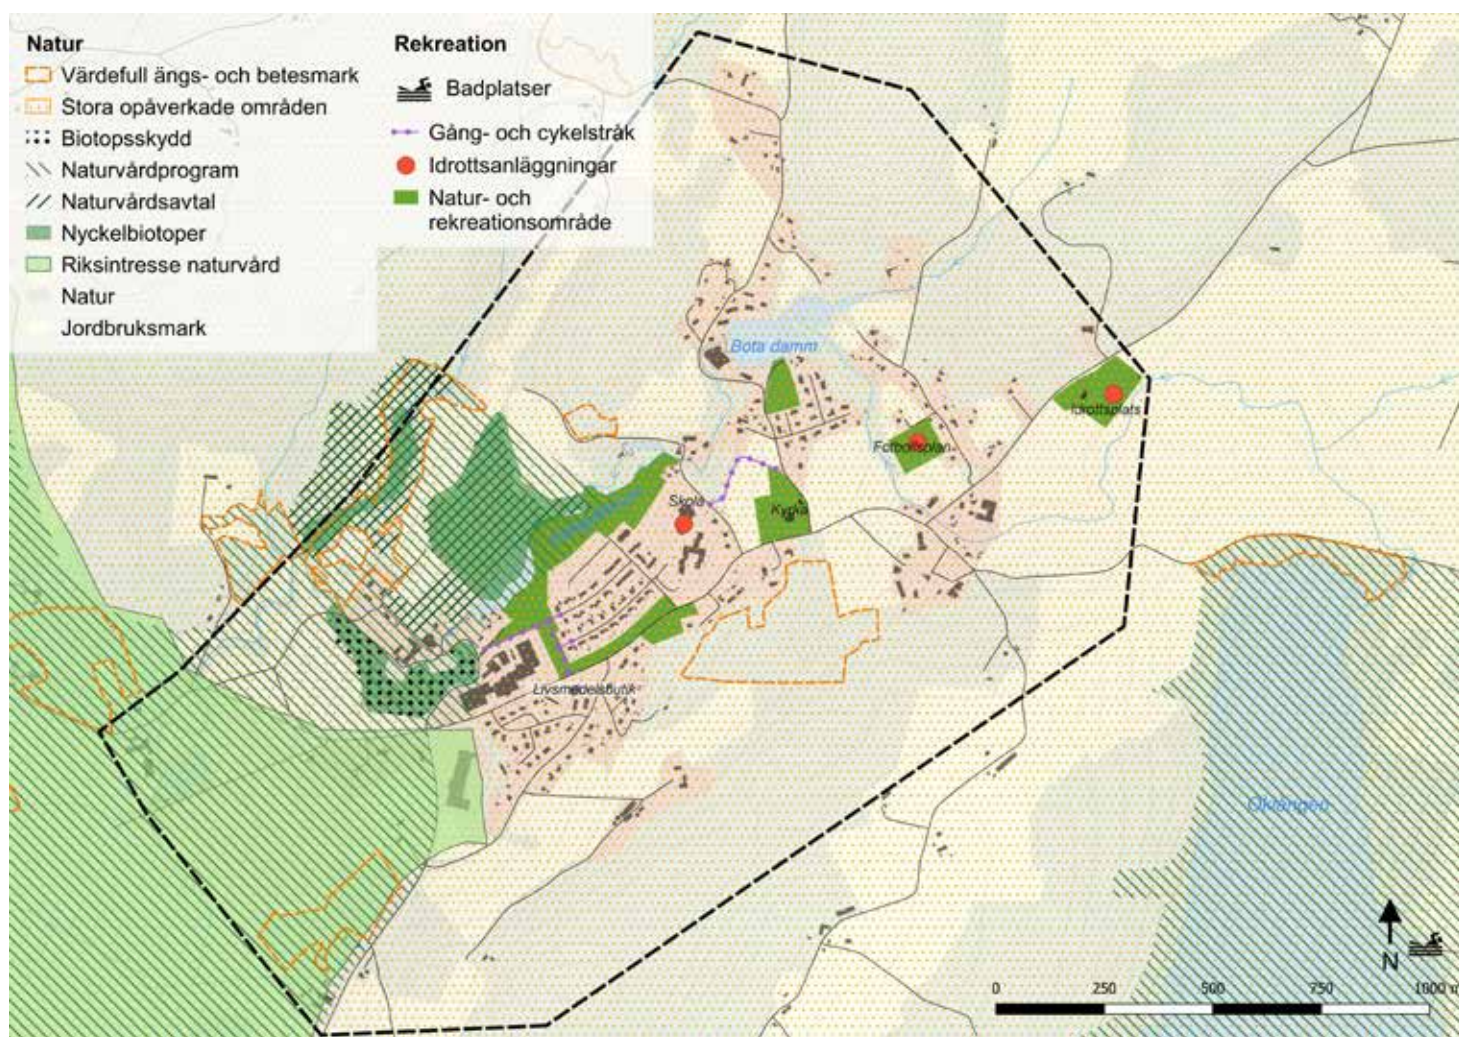 Natur
Värdefull ängs- och betesmark
Stora opåverkade områden
Biotopsskydd
Naturvårdprogram
Naturvårdsavtal
Nyckelbiotoper
Riksintresse naturvård
Natur
Jordbruksmark
Rekreation
Badplatser
Gång- och cykelstråk
Idrottsanläggningar
Natur- och
rekreationsområde
Bota damm
Idrottsplats
Fotbollsplan
Skola
Kyrka
Livsmedelsbutik
N
0 250 500 750 1000 m